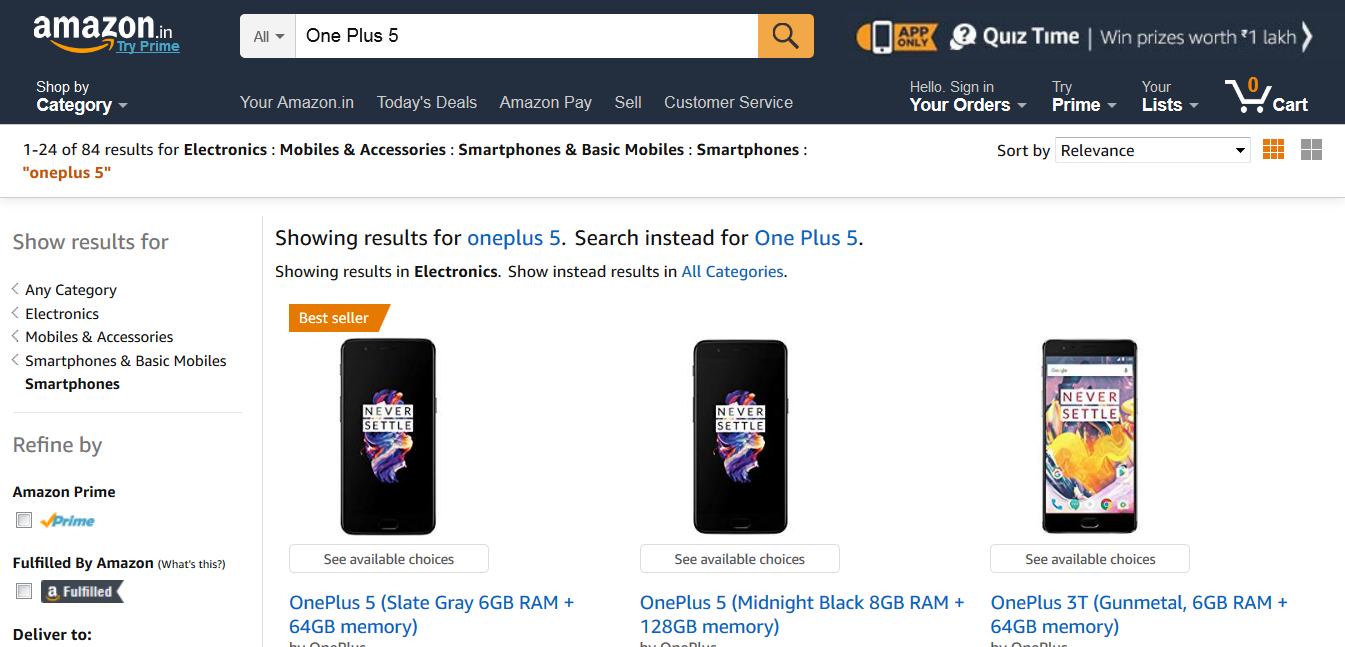 amazon.in
Try Prime
All
One Plus 5
APP ONLY
Quiz Time | Win prizes worth ₹1 lakh
Shop by
Category
Your Amazon.in
Today's Deals
Amazon Pay
Sell
Customer Service
Hello. Sign in
Your Orders
Try
Prime
Your
Lists
0
Cart
1-24 of 84 results for Electronics : Mobiles & Accessories : Smartphones & Basic Mobiles : Smartphones :
"oneplus 5"
Sort by Relevance
Show results for
Any Category
Electronics
Mobiles & Accessories
Smartphones & Basic Mobiles
Smartphones
Refine by
Amazon Prime
Prime
Fulfilled By Amazon (What's this?)
a Fulfilled
Deliver to:
Showing results for oneplus 5. Search instead for One Plus 5.
Showing results in Electronics. Show instead results in All Categories.
Best seller
NEVER
SETTLE
See available choices
OnePlus 5 (Slate Gray 6GB RAM +
64GB memory)
by OnePlus
NEVER
SETTLE
See available choices
OnePlus 5 (Midnight Black 8GB RAM +
128GB memory)
by OnePlus
Google
NEVER
SETTLE
See available choices
OnePlus 3T (Gunmetal, 6GB RAM +
64GB memory)
by OnePlus